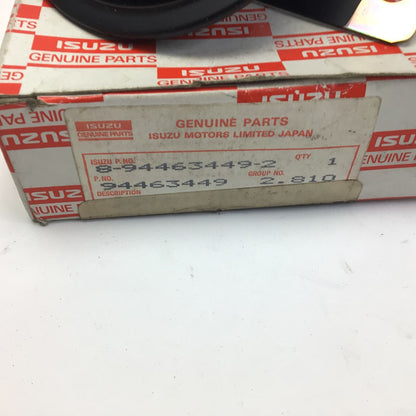 ISUZU
GENUINE PARTS
ISUZU
GENUINE PARTS
ISUZU
GENUINE PARTS
ISUZU
GENUINE PARTS
GENUINE PARTS
ISUZU MOTORS LIMITED JAPAN
ISUZU P.NO. QTY
8-94463449-2 1
P.NO. GROUP NO.
94463449 2.810
DESCRIPTION
ISUZU
GENUINE PARTS